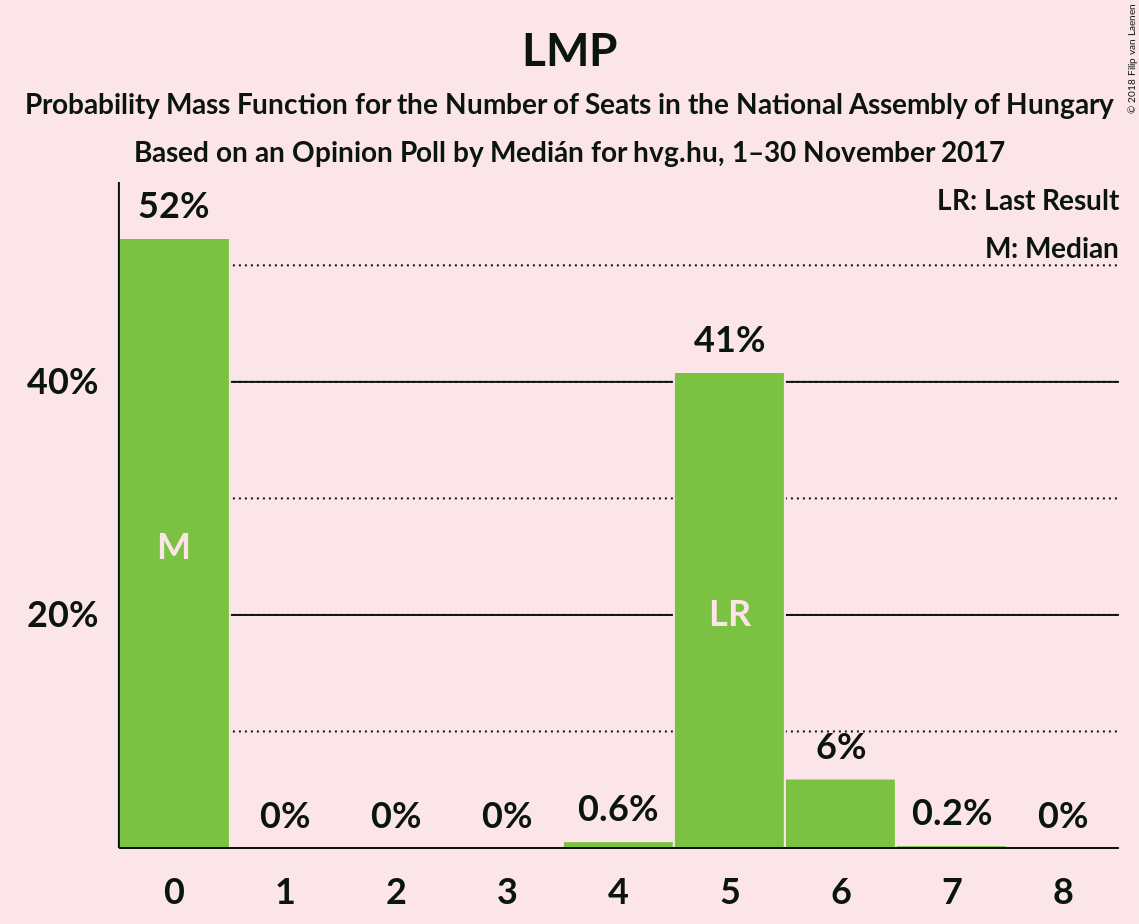 LMP
Probability Mass Function for the Number of Seats in the National Assembly of Hungary
Based on an Opinion Poll by Medián for hvg.hu, 1–30 November 2017
© 2018 Filip van Laenen
LR: Last Result
M: Median
52%
41%
40%
M
LR
20%
6%
0%
0%
0%
0.6%
0.2%
0%
0 1 2 3 4 5 6 7 8